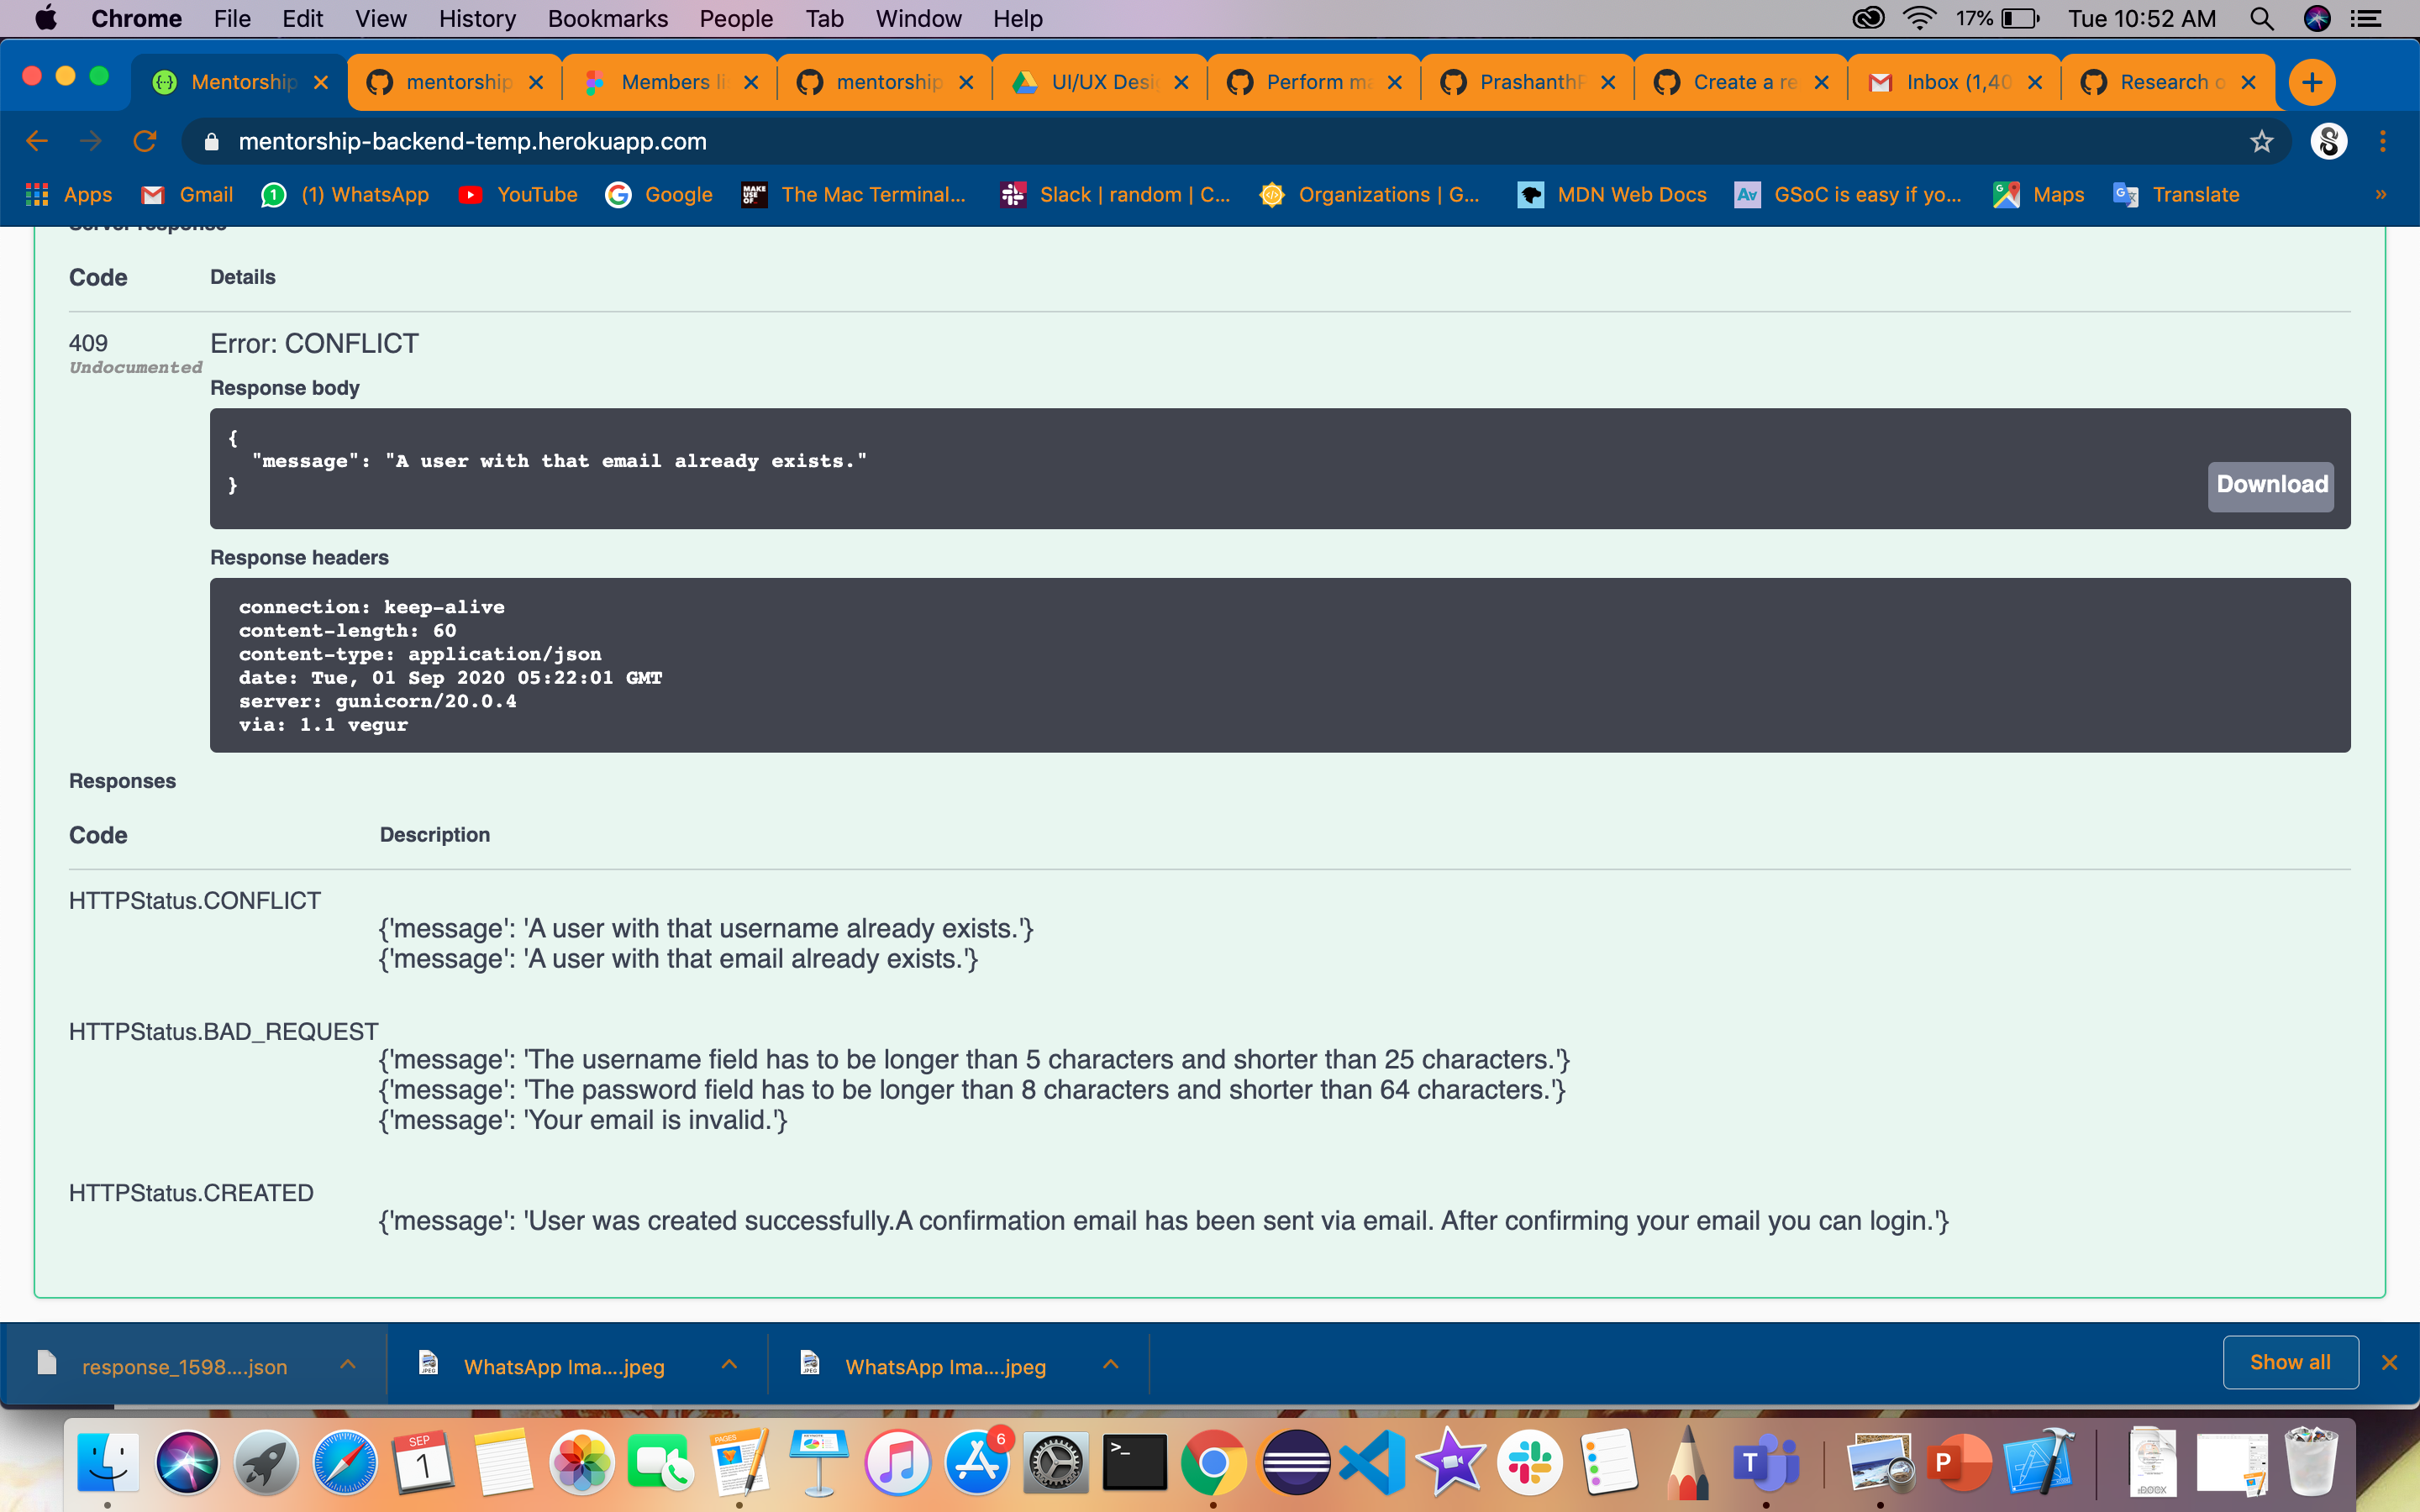 Chrome File Edit View History Bookmarks People Tab Window Help 17% Tue 10:52 AM
Mentorship mentorship Members li mentorship UI/UX Desi Perform ma PrashanthP Create a re Inbox (1,40 Research o
mentorship-backend-temp.herokuapp.com
Apps Gmail (1) WhatsApp YouTube Google The Mac Terminal... Slack | random | C... Organizations | G... MDN Web Docs GSoC is easy if yo... Maps Translate »
Server response
Code Details
409 Error: CONFLICT
Undocumented
Response body
{
"message": "A user with that email already exists."
}
Download
Response headers
connection: keep-alive
content-length: 60
content-type: application/json
date: Tue, 01 Sep 2020 05:22:01 GMT
server: gunicorn/20.0.4
via: 1.1 vegur
Responses
Code Description
HTTPStatus.CONFLICT
{'message': 'A user with that username already exists.'}
{'message': 'A user with that email already exists.'}
HTTPStatus.BAD_REQUEST
{'message': 'The username field has to be longer than 5 characters and shorter than 25 characters.'}
{'message': 'The password field has to be longer than 8 characters and shorter than 64 characters.'}
{'message': 'Your email is invalid.'}
HTTPStatus.CREATED
{'message': 'User was created successfully.A confirmation email has been sent via email. After confirming your email you can login.'}
response_1598....json WhatsApp Ima....jpeg WhatsApp Ima....jpeg Show all
SEP
1
PAGES
6